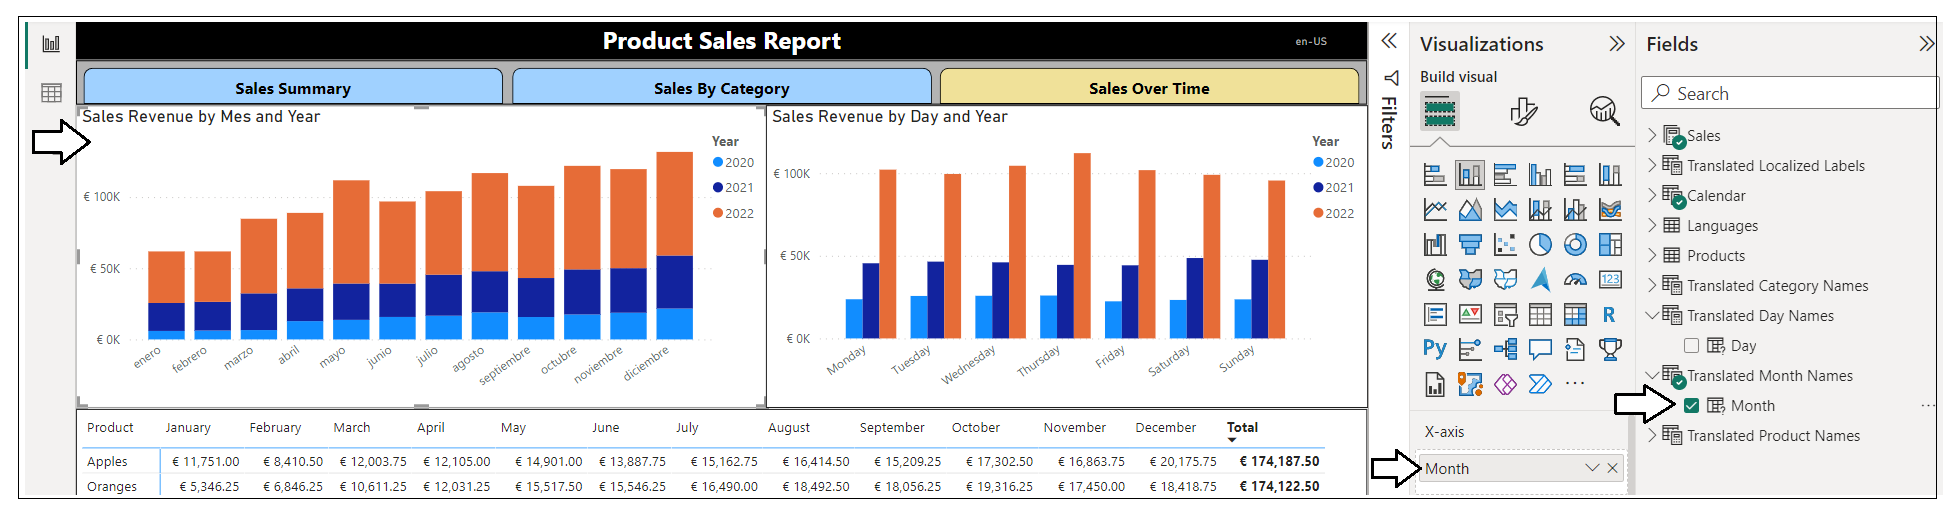 Product Sales Report
en-US
Sales Summary
Sales By Category
Sales Over Time
Sales Revenue by Mes and Year
Year
2020
2021
2022
€ 100K
€ 50K
€ 0K
enero febrero marzo abril mayo junio julio agosto septiembre octubre noviembre diciembre
Sales Revenue by Day and Year
Year
2020
2021
2022
€ 100K
€ 50K
€ 0K
Monday Tuesday Wednesday Thursday Friday Saturday Sunday
Product January February March April May June July August September October November December Total
Apples € 11,751.00 € 8,410.50 € 12,003.75 € 12,105.00 € 14,901.00 € 13,887.75 € 15,162.75 € 16,414.50 € 15,209.25 € 17,302.50 € 16,863.75 € 20,175.75 € 174,187.50
Oranges € 5,346.25 € 6,846.25 € 10,611.25 € 12,031.25 € 15,517.50 € 15,546.25 € 16,490.00 € 18,492.50 € 18,056.25 € 19,316.25 € 17,450.00 € 18,418.75 € 174,122.50
Filters
Visualizations
Build visual
123
R
Py
...
X-axis
Month
Fields
Search
Sales
Translated Localized Labels
Calendar
Languages
Products
Translated Category Names
Translated Day Names
Day
Translated Month Names
Month
...
Translated Product Names